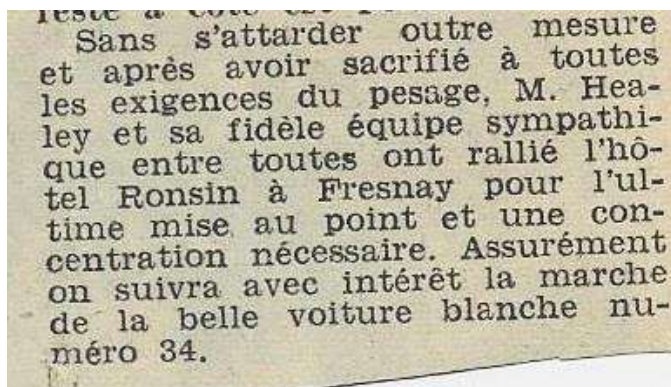 Sans s'attarder outre mesure
et après avoir sacrifié à toutes
les exigences du pesage, M. Hea-
ley et sa fidèle équipe sympathi-
que entre toutes ont rallié l'hô-
tel Ronsin à Fresnay pour l'ul-
time mise au point et une con-
centration nécessaire. Assurément
on suivra avec intérêt la marche
de la belle voiture blanche nu-
méro 34.